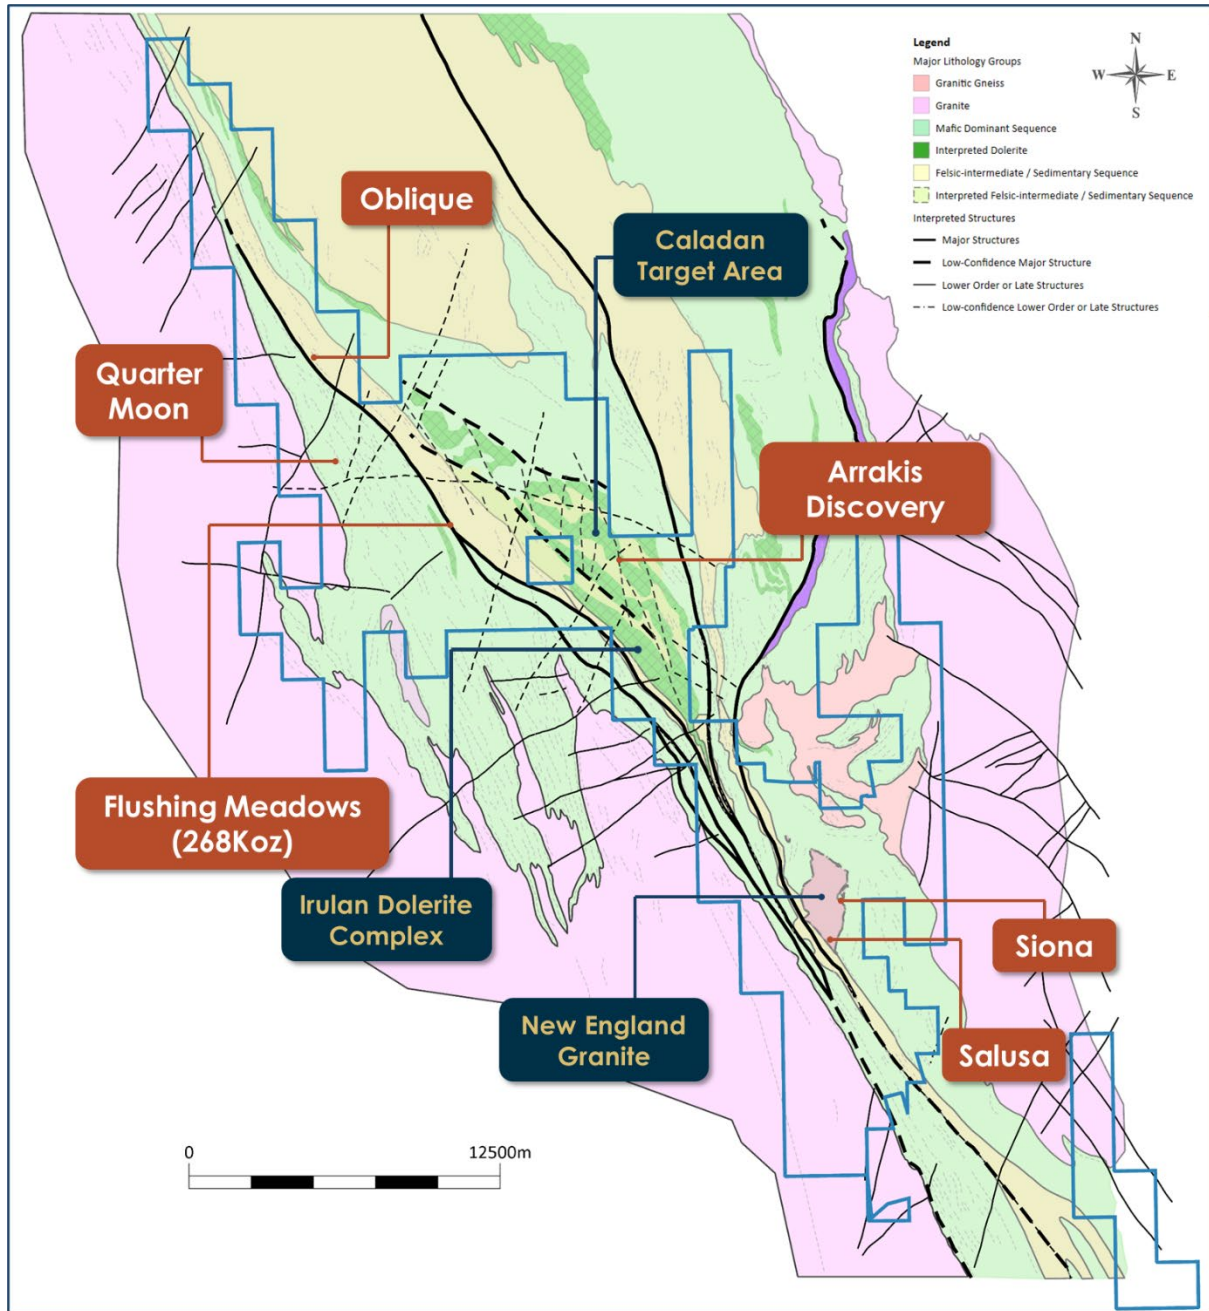 Legend
Major Lithology Groups
Granitic Gneiss
Granite
Mafic Dominant Sequence
Interpreted Dolerite
Felsic-intermediate / Sedimentary Sequence
Interpreted Felsic-intermediate / Sedimentary Sequence
Interpreted Structures
Major Structures
Low-Confidence Major Structure
Lower Order or Late Structures
Low-confidence Lower Order or Late Structures
N
W E
S
Oblique
Caladan
Target Area
Quarter
Moon
Arrakis
Discovery
Flushing Meadows
(268Koz)
Irulan Dolerite
Complex
Siona
New England
Granite
Salusa
0 12500m